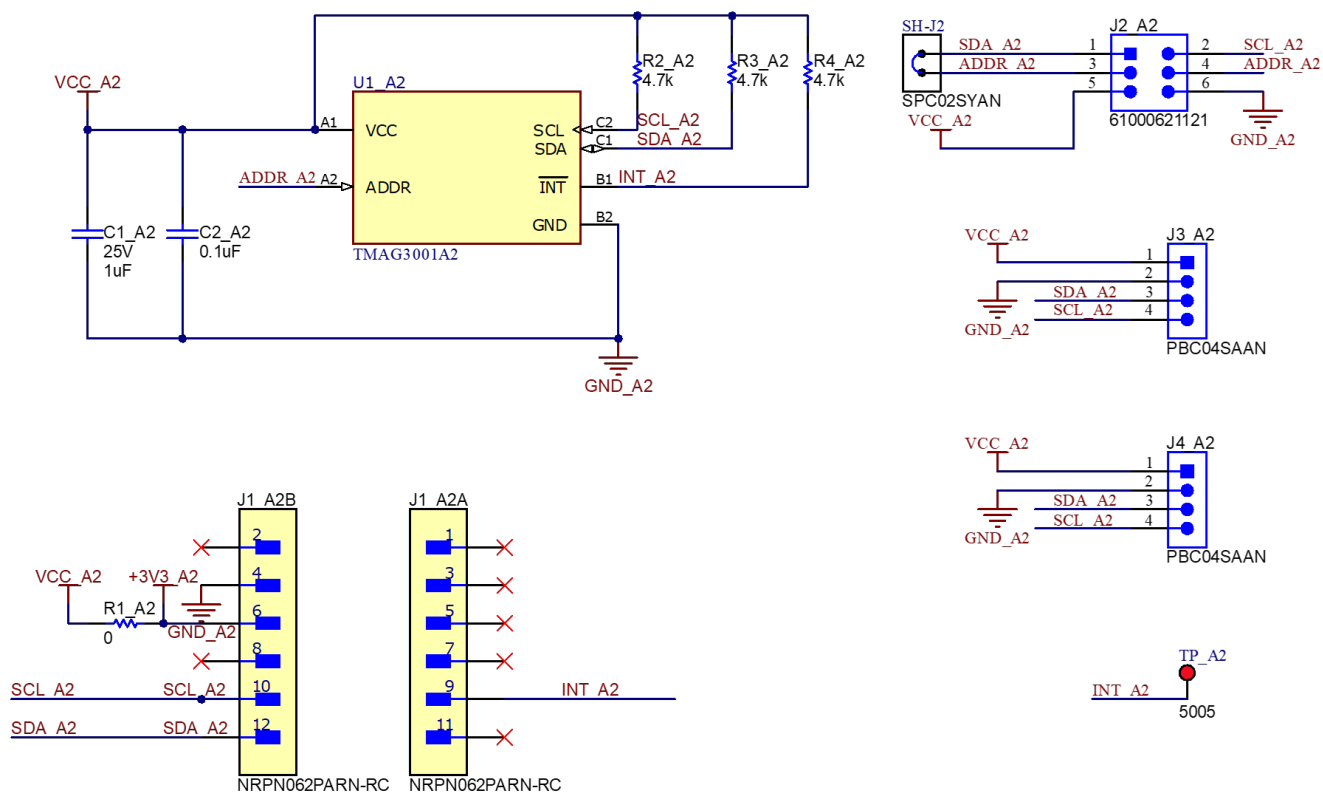 VCC_A2
U1_A2
A1
VCC
ADDR_A2
A2
ADDR
SCL
C2
SCL_A2
SDA
C1
SDA_A2
INT
B1
INT_A2
GND
B2
TMAG3001A2
R2_A2
4.7k
R3_A2
4.7k
R4_A2
4.7k
C1_A2
25V
1uF
C2_A2
0.1uF
GND_A2
SH-J2
SPC02SYAN
J2_A2
SDA_A2
1
2
SCL_A2
ADDR_A2
3
4
ADDR_A2
5
6
VCC_A2
61000621121
GND_A2
J3_A2
VCC_A2
1
2
SDA_A2
3
SCL_A2
4
GND_A2
PBC04SAAN
J4_A2
VCC_A2
1
2
SDA_A2
3
SCL_A2
4
GND_A2
PBC04SAAN
J1_A2B
2
4
6
8
10
12
VCC_A2
+3V3_A2
R1_A2
0
GND_A2
SCL_A2
SCL_A2
SDA_A2
SDA_A2
NRPN062PARN-RC
J1_A2A
1
3
5
7
9
INT_A2
11
NRPN062PARN-RC
TP_A2
INT_A2
5005